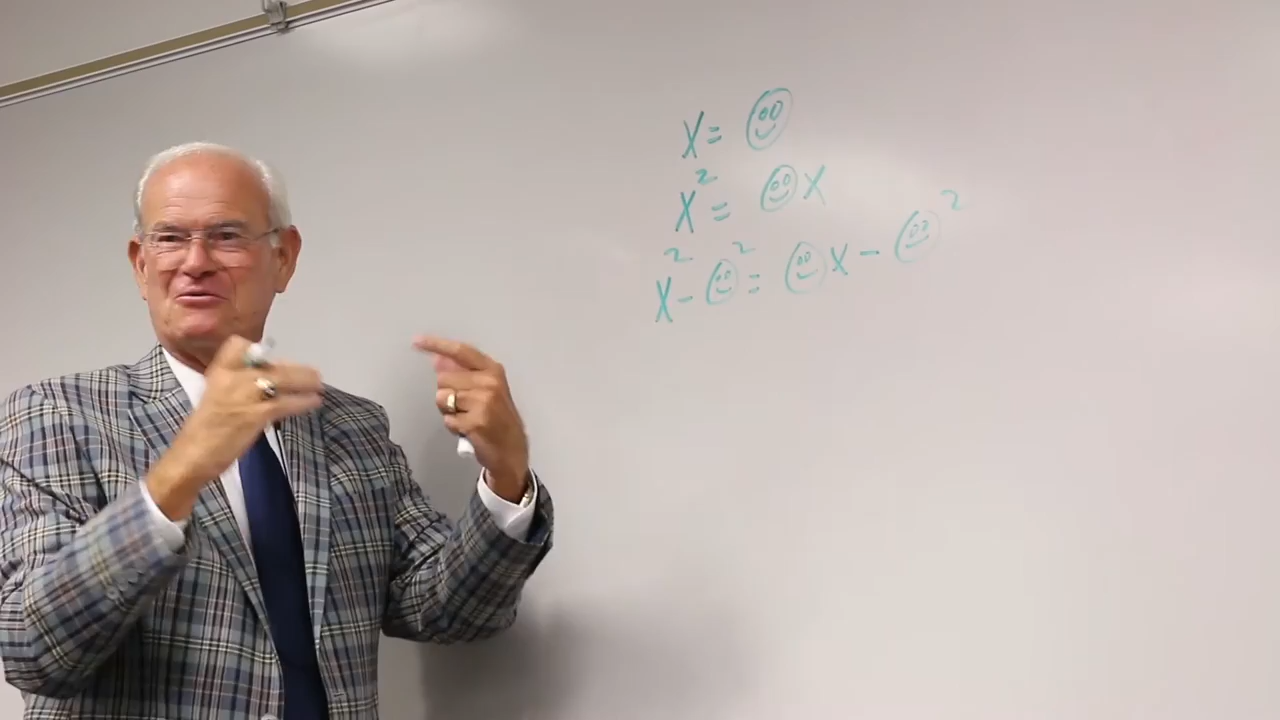 X = ☺
X² = ☺X
X² - ☺² = ☺X - ☺²